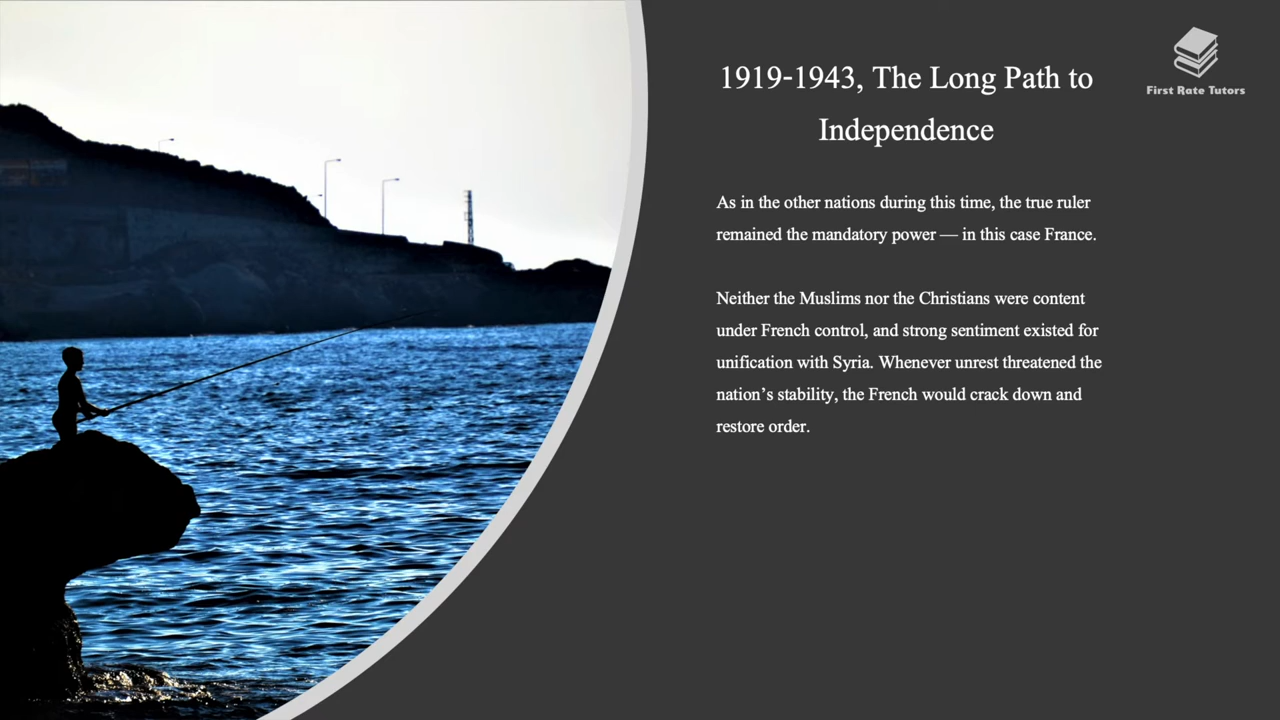 1919-1943, The Long Path to
Independence
First Rate Tutors
As in the other nations during this time, the true ruler
remained the mandatory power — in this case France.
Neither the Muslims nor the Christians were content
under French control, and strong sentiment existed for
unification with Syria. Whenever unrest threatened the
nation’s stability, the French would crack down and
restore order.